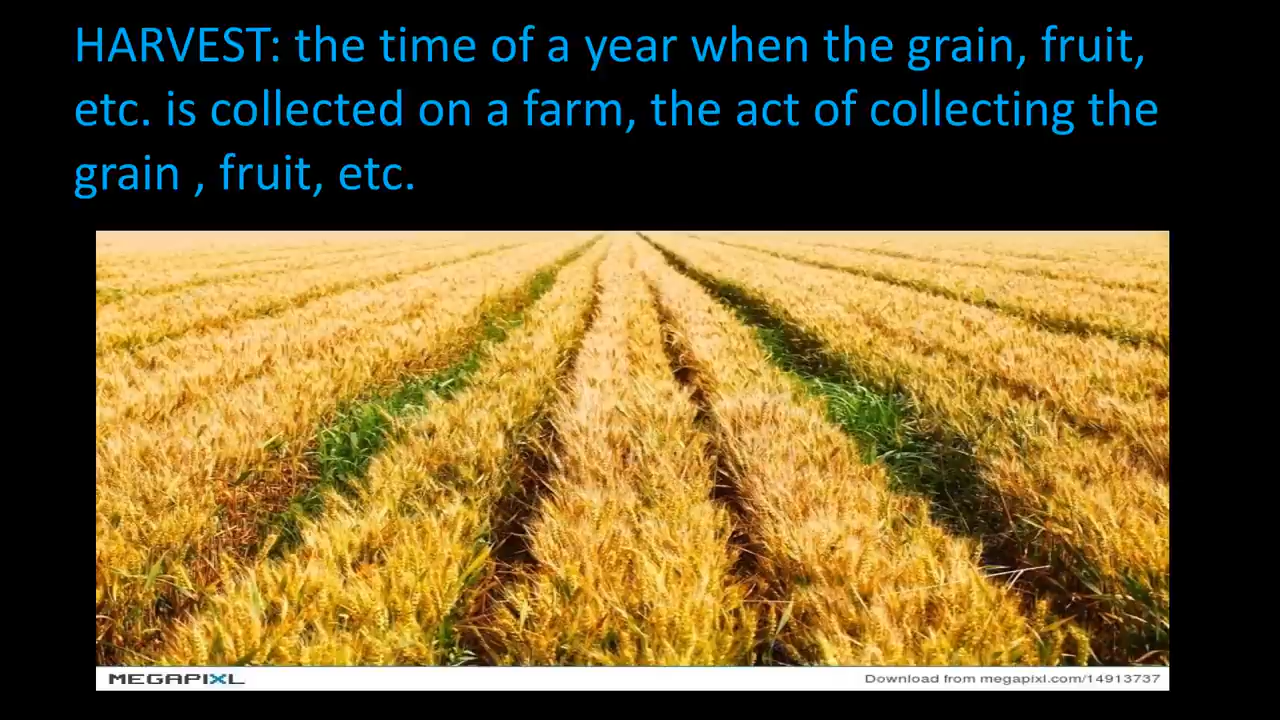 HARVEST: the time of a year when the grain, fruit,
etc. is collected on a farm, the act of collecting the
grain , fruit, etc.
MEGAPIXL
Download from megapixl.com/14913737